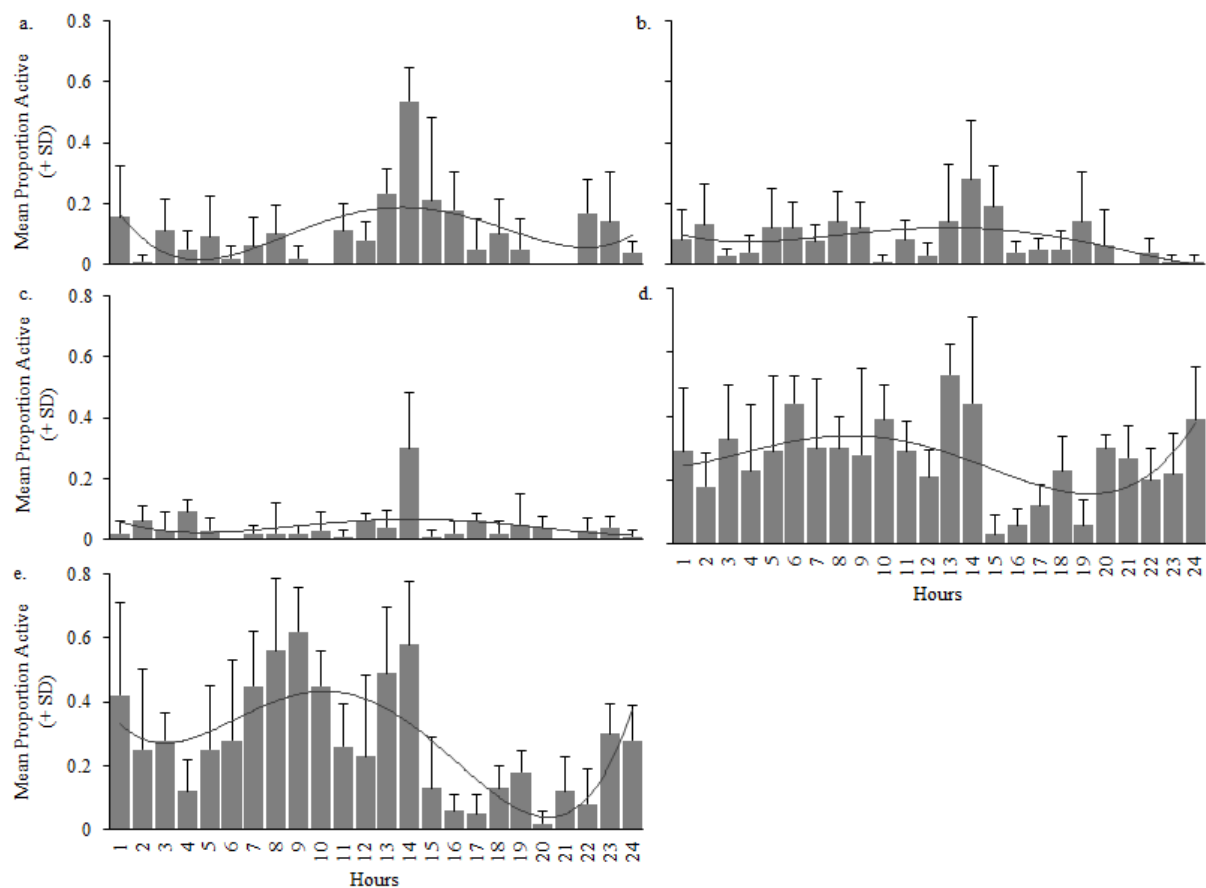 a.
0.8
0.6
0.4
0.2
0
Mean Proportion Active
(+ SD)
b.
c.
0.8
0.6
0.4
0.2
0
Mean Proportion Active
(+ SD)
d.
1 2 3 4 5 6 7 8 9 10 11 12 13 14 15 16 17 18 19 20 21 22 23 24
Hours
e.
0.8
0.6
0.4
0.2
0
Mean Proportion Active
(+ SD)
1 2 3 4 5 6 7 8 9 10 11 12 13 14 15 16 17 18 19 20 21 22 23 24
Hours